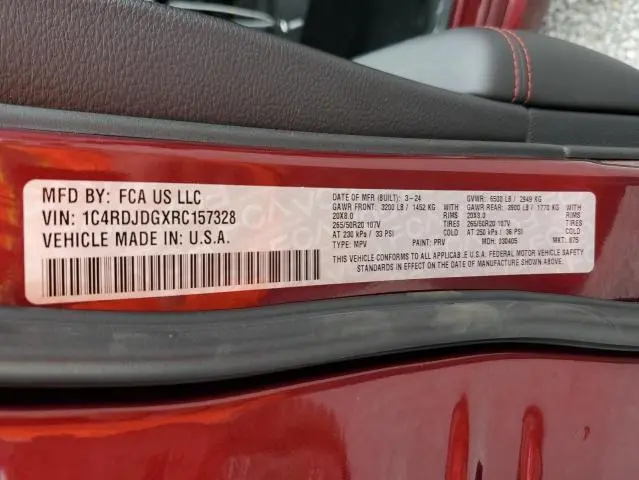 MFD BY: FCA US LLC
VIN: 1C4RDJDGXRC157328
VEHICLE MADE IN: U.S.A.
DATE OF MFR (BUILT): 3-24
GAWR FRONT: 3200 LB / 1452 KG
20X8.0 RIMS
265/50R20 107V TIRES
AT 230 kPa / 33 PSI COLD
TYPE: MPV PAINT: PRV
GVWR: 6500 LB / 2949 KG
GAWR REAR: 3900 LB / 1770 KG
20X8.0 RIMS
265/50R20 107V TIRES
AT 250 kPa / 36 PSI COLD
MDH: 030405 MKT: 875
THIS VEHICLE CONFORMS TO ALL APPLICABLE U.S.A. FEDERAL MOTOR VEHICLE SAFETY
STANDARDS IN EFFECT ON THE DATE OF MANUFACTURE SHOWN ABOVE.